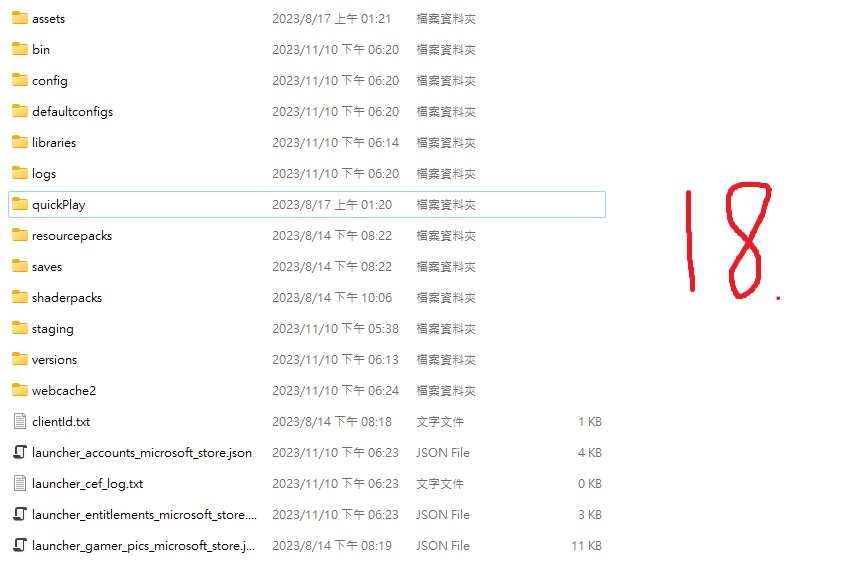 assets 2023/8/17 上午 01:21 檔案資料夾
bin 2023/11/10 下午 06:20 檔案資料夾
config 2023/11/10 下午 06:20 檔案資料夾
defaultconfigs 2023/11/10 下午 06:20 檔案資料夾
libraries 2023/11/10 下午 06:14 檔案資料夾
logs 2023/11/10 下午 06:20 檔案資料夾
quickPlay 2023/8/17 上午 01:20 檔案資料夾
resourcepacks 2023/8/14 下午 08:22 檔案資料夾
saves 2023/8/14 下午 08:22 檔案資料夾
shaderpacks 2023/8/14 下午 10:06 檔案資料夾
staging 2023/11/10 下午 05:38 檔案資料夾
versions 2023/11/10 下午 06:13 檔案資料夾
webcache2 2023/11/10 下午 06:24 檔案資料夾
clientId.txt 2023/8/14 下午 08:18 文字文件 1 KB
launcher_accounts_microsoft_store.json 2023/11/10 下午 06:23 JSON File 4 KB
launcher_cef_log.txt 2023/11/10 下午 06:23 文字文件 0 KB
launcher_entitlements_microsoft_store.... 2023/11/10 下午 06:23 JSON File 3 KB
launcher_gamer_pics_microsoft_store.j... 2023/8/14 下午 08:19 JSON File 11 KB
18.